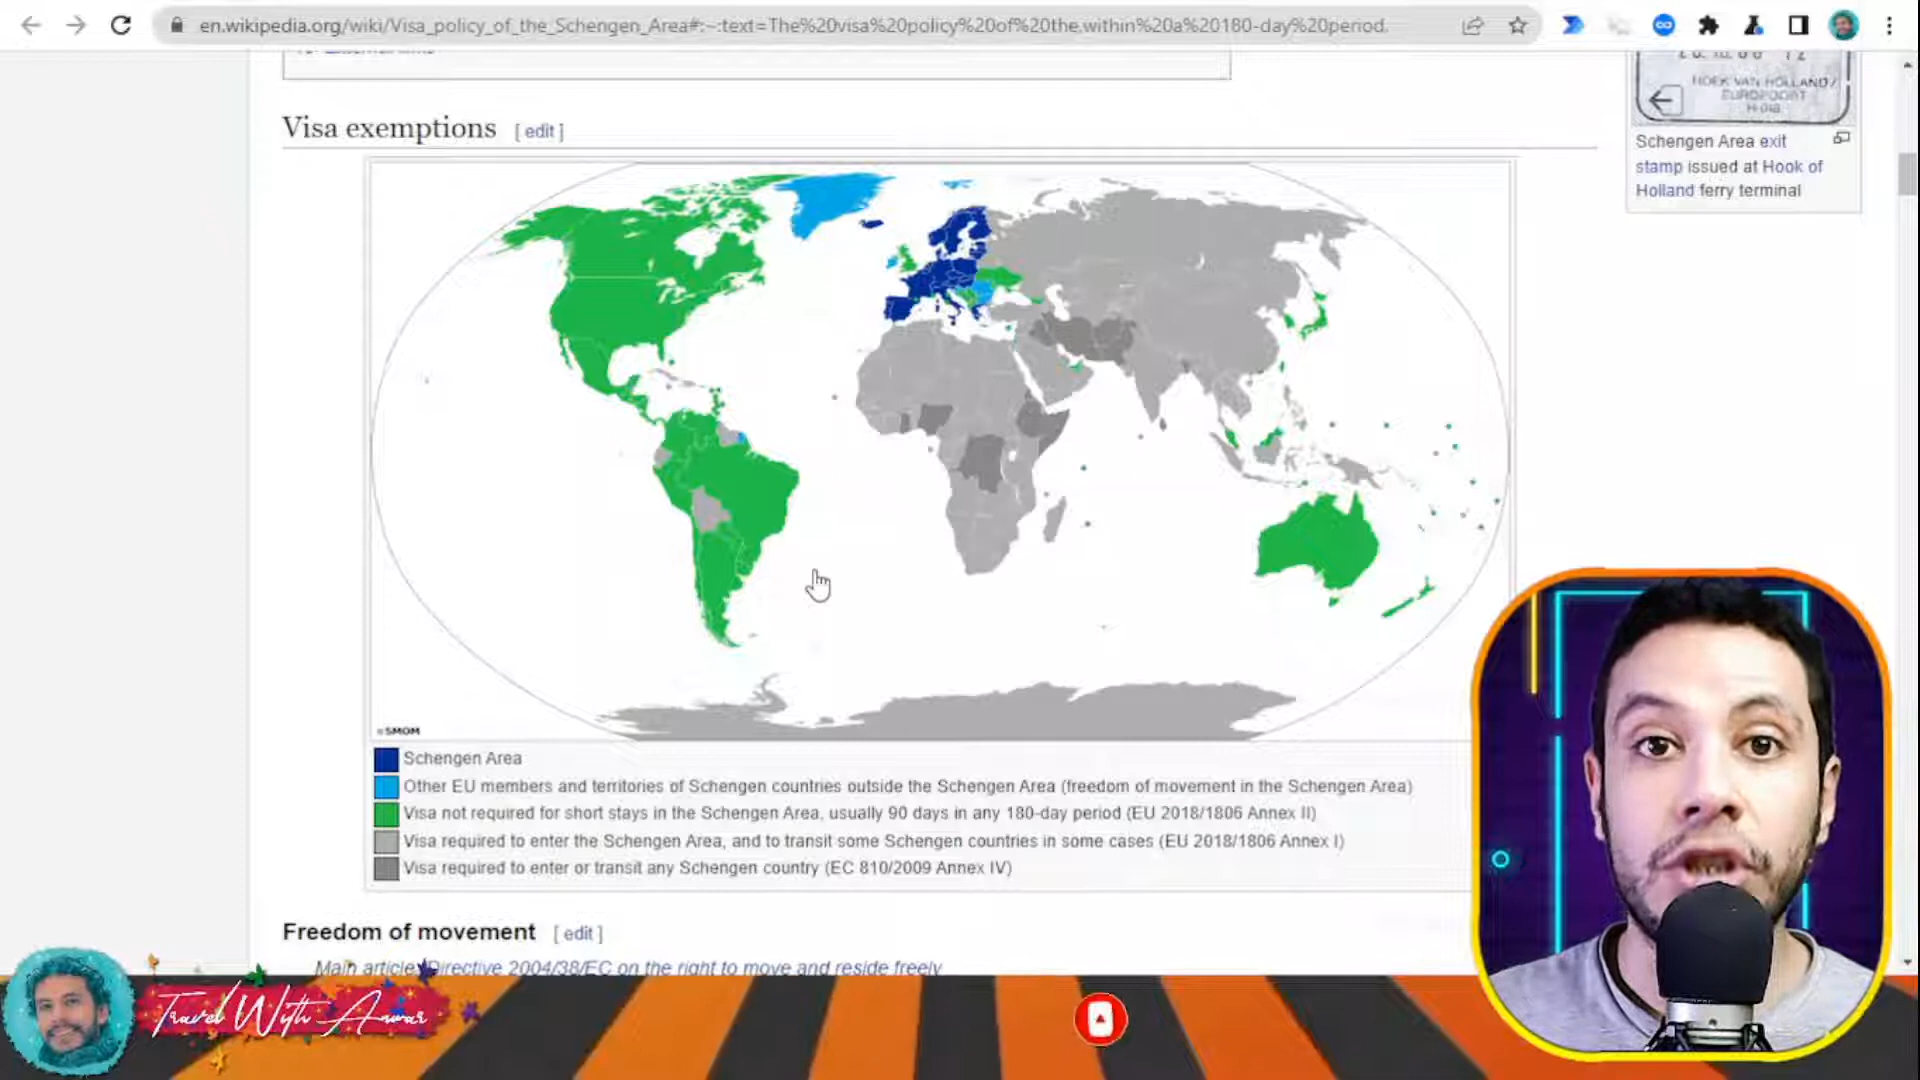 en.wikipedia.org/wiki/Visa_policy_of_the_Schengen_Area#:~:text=The%20visa%20policy%20of%20the,within%20a%20180-day%20period.
HOEK VAN HOLLAND/
EUROPOORT
Visa exemptions [ edit ]
Schengen Area exit
stamp issued at Hook of
Holland ferry terminal
SMOM
Schengen Area
Other EU members and territories of Schengen countries outside the Schengen Area (freedom of movement in the Schengen Area)
Visa not required for short stays in the Schengen Area, usually 90 days in any 180-day period (EU 2018/1806 Annex II)
Visa required to enter the Schengen Area, and to transit some Schengen countries in some cases (EU 2018/1806 Annex I)
Visa required to enter or transit any Schengen country (EC 810/2009 Annex IV)
Freedom of movement [ edit ]
Main article: Directive 2004/38/EC on the right to move and reside freely
Travel With Anwar